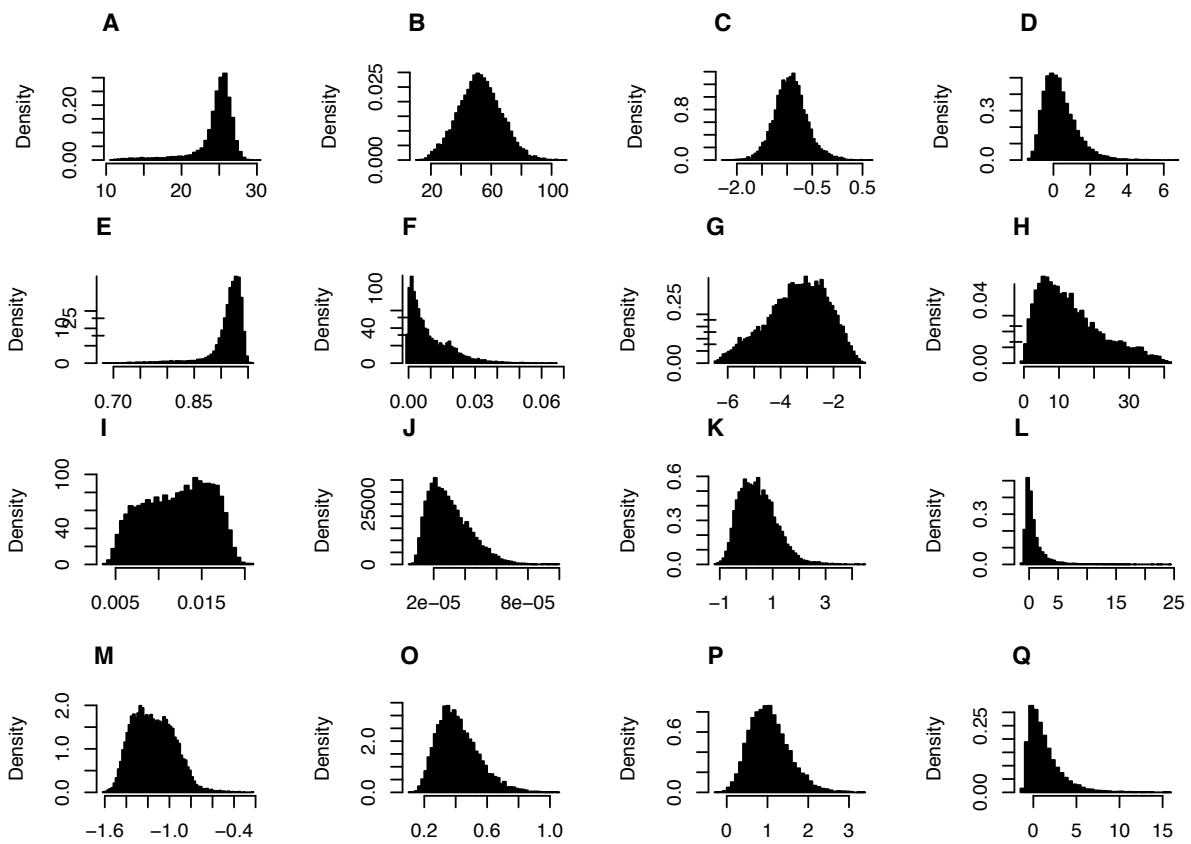 A B C D
Density 0.00 0.20 Density 0.000 0.025 Density 0.0 0.8 Density 0.0 0.3
10 20 30 20 60 100 −2.0 −0.5 0.5 0 2 4 6
E F G H
Density 0 Density 0 40 100 Density 0.00 0.25 Density 0.00 0.04
0.70 0.85 0.00 0.03 0.06 −6 −4 −2 0 10 30
I J K L
Density 40 100 0 Density 0 25000 Density 0.0 0.3 0.6 Density 0.0 0.3
0.005 0.015 2e−05 8e−05 −1 1 3 0 5 15 25
M O P Q
Density 0.0 1.0 2.0 Density 0.0 2.0 Density 0.0 0.6 Density 0.00 0.25
−1.6 −1.0 −0.4 0.2 0.6 1.0 0 1 2 3 0 5 10 15